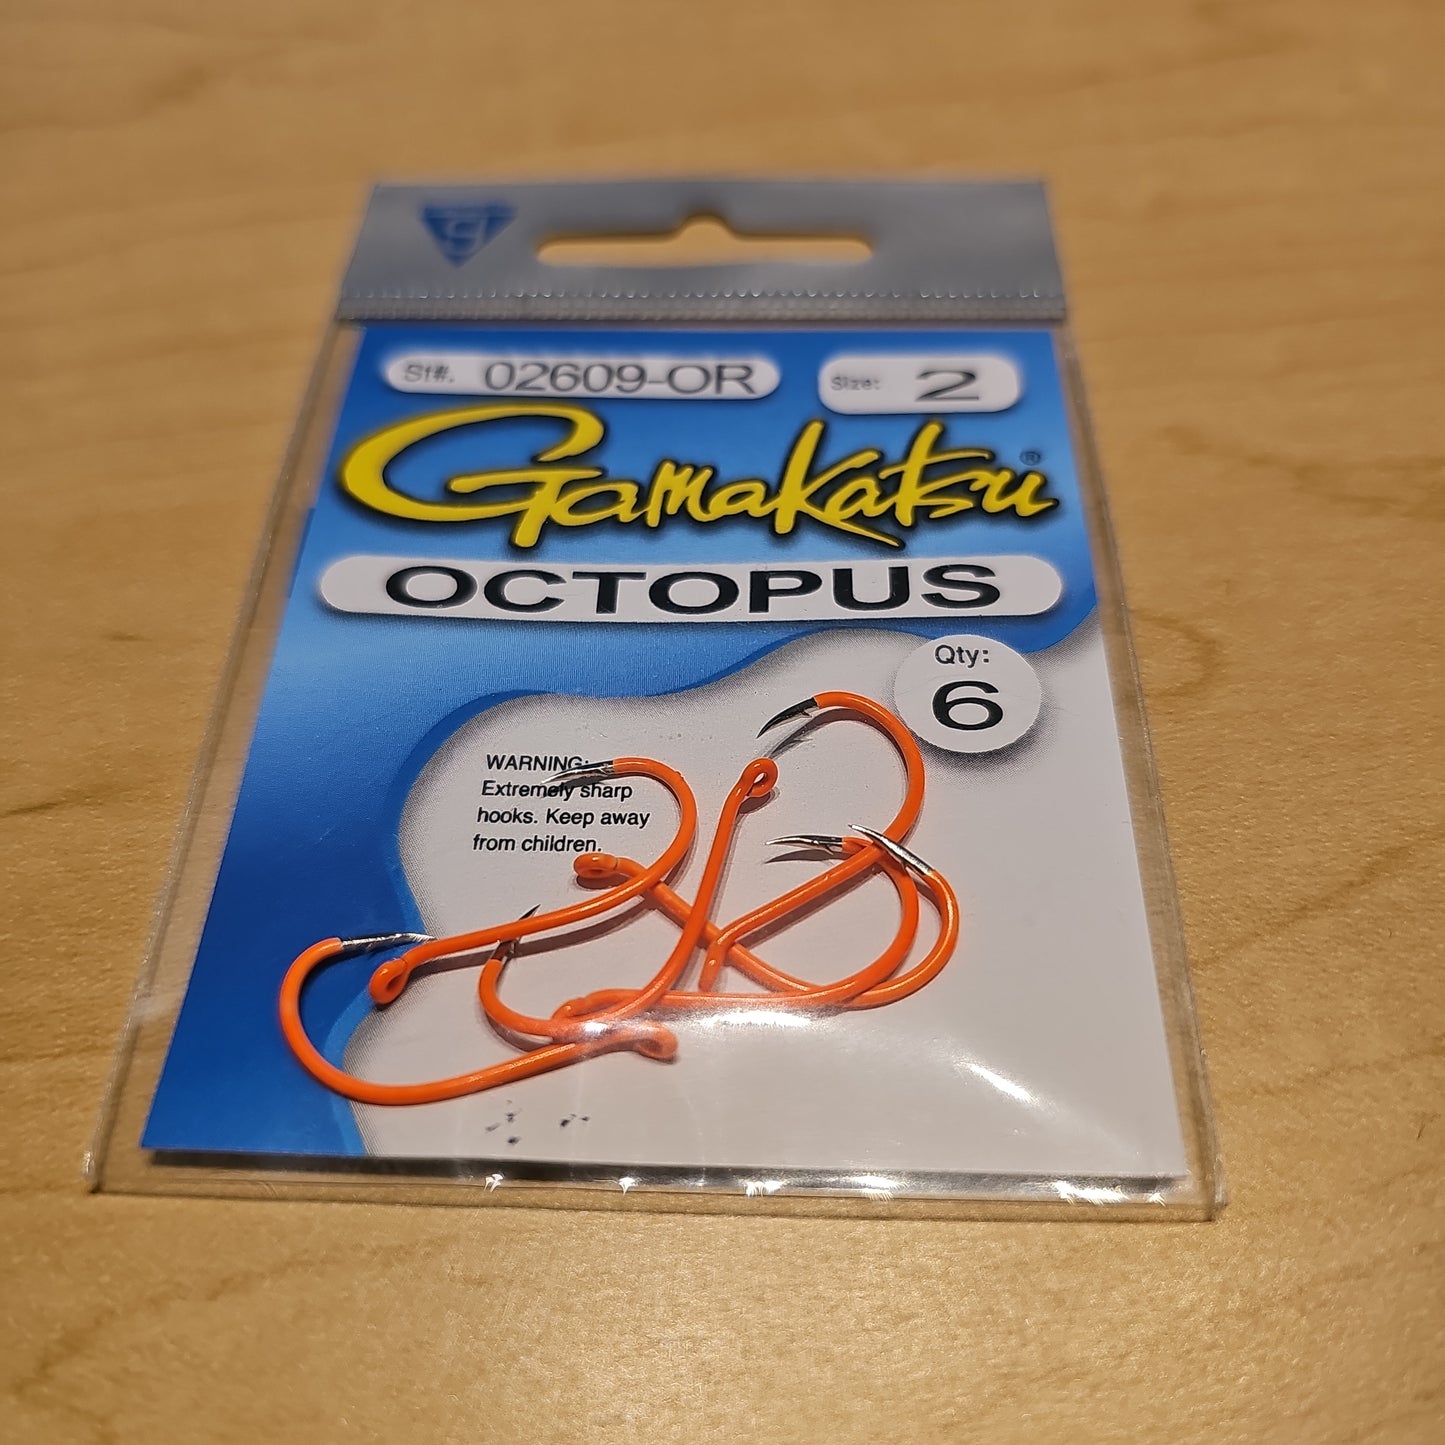 G
St#. 02609-OR Size: 2
Gamakatsu®
OCTOPUS
Qty:
6
WARNING:
Extremely sharp
hooks. Keep away
from children.